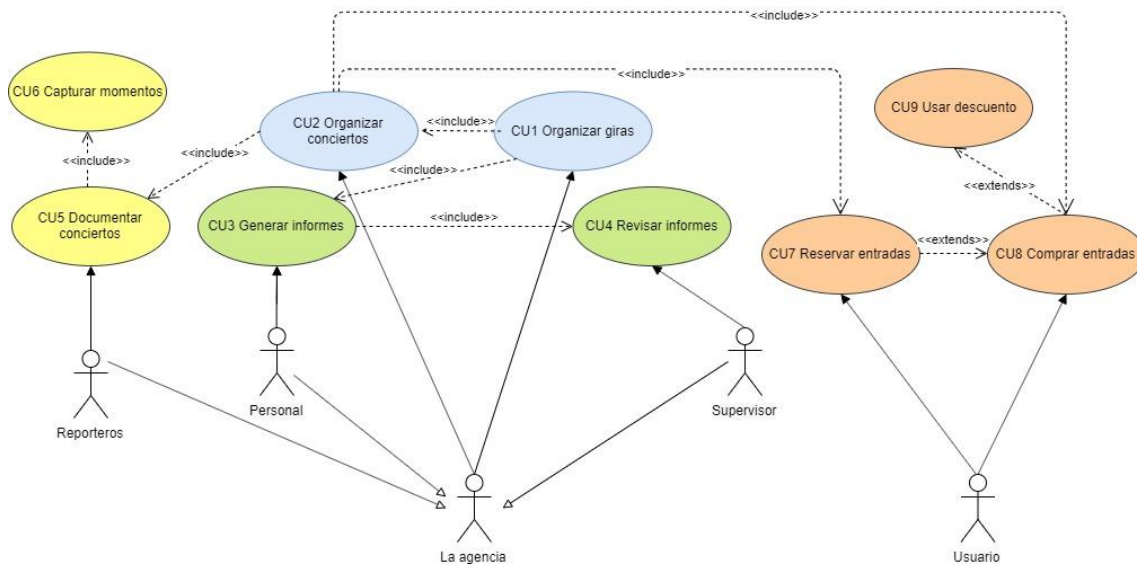 <<include>>
<<include>>
CU6 Capturar momentos
CU9 Usar descuento
<<include>>
CU2 Organizar
conciertos
CU1 Organizar giras
<<include>>
<<include>>
<<include>>
<<extends>>
CU5 Documentar
conciertos
CU3 Generar informes
<<include>>
CU4 Revisar informes
CU7 Reservar entradas
<<extends>>
CU8 Comprar entradas
Reporteros
Personal
Supervisor
La agencia
Usuario